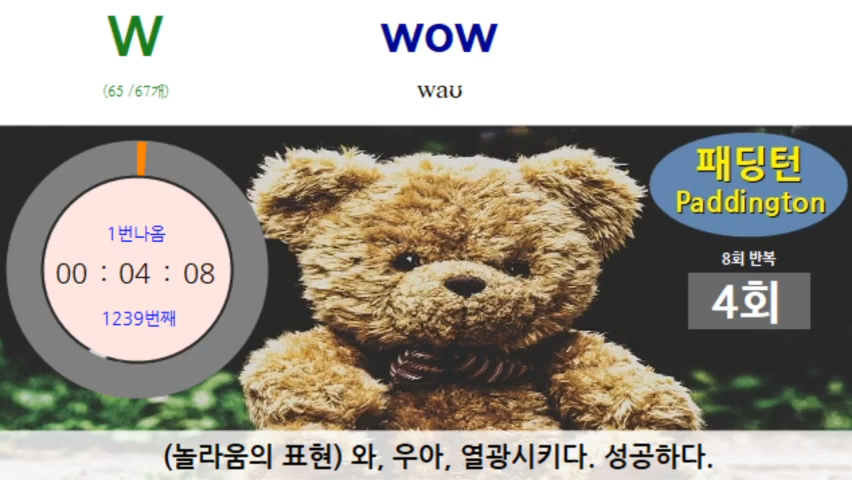 W
wow
(65 /67개)
waʊ
패딩턴
Paddington
1번나옴
00 : 04 : 08
1239번째
8회 반복
4회
(놀라움의 표현) 와, 우아, 열광시키다. 성공하다.